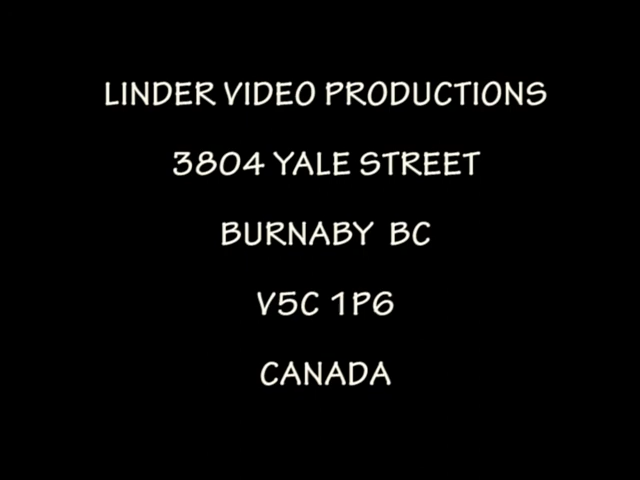 LINDER VIDEO PRODUCTIONS
3804 YALE STREET
BURNABY BC
V5C 1P6
CANADA